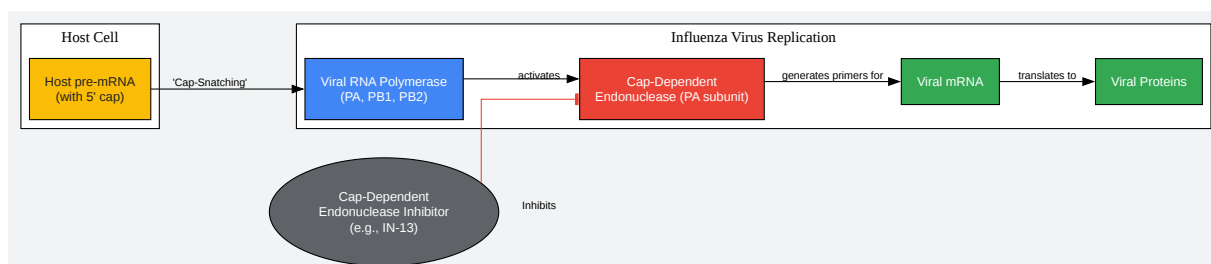 Host Cell
Influenza Virus Replication
Host pre-mRNA
(with 5' cap)
'Cap-Snatching'
Viral RNA Polymerase
(PA, PB1, PB2)
activates
Cap-Dependent
Endonuclease (PA subunit)
generates primers for
Viral mRNA
translates to
Viral Proteins
Cap-Dependent
Endonuclease Inhibitor
(e.g., IN-13)
Inhibits